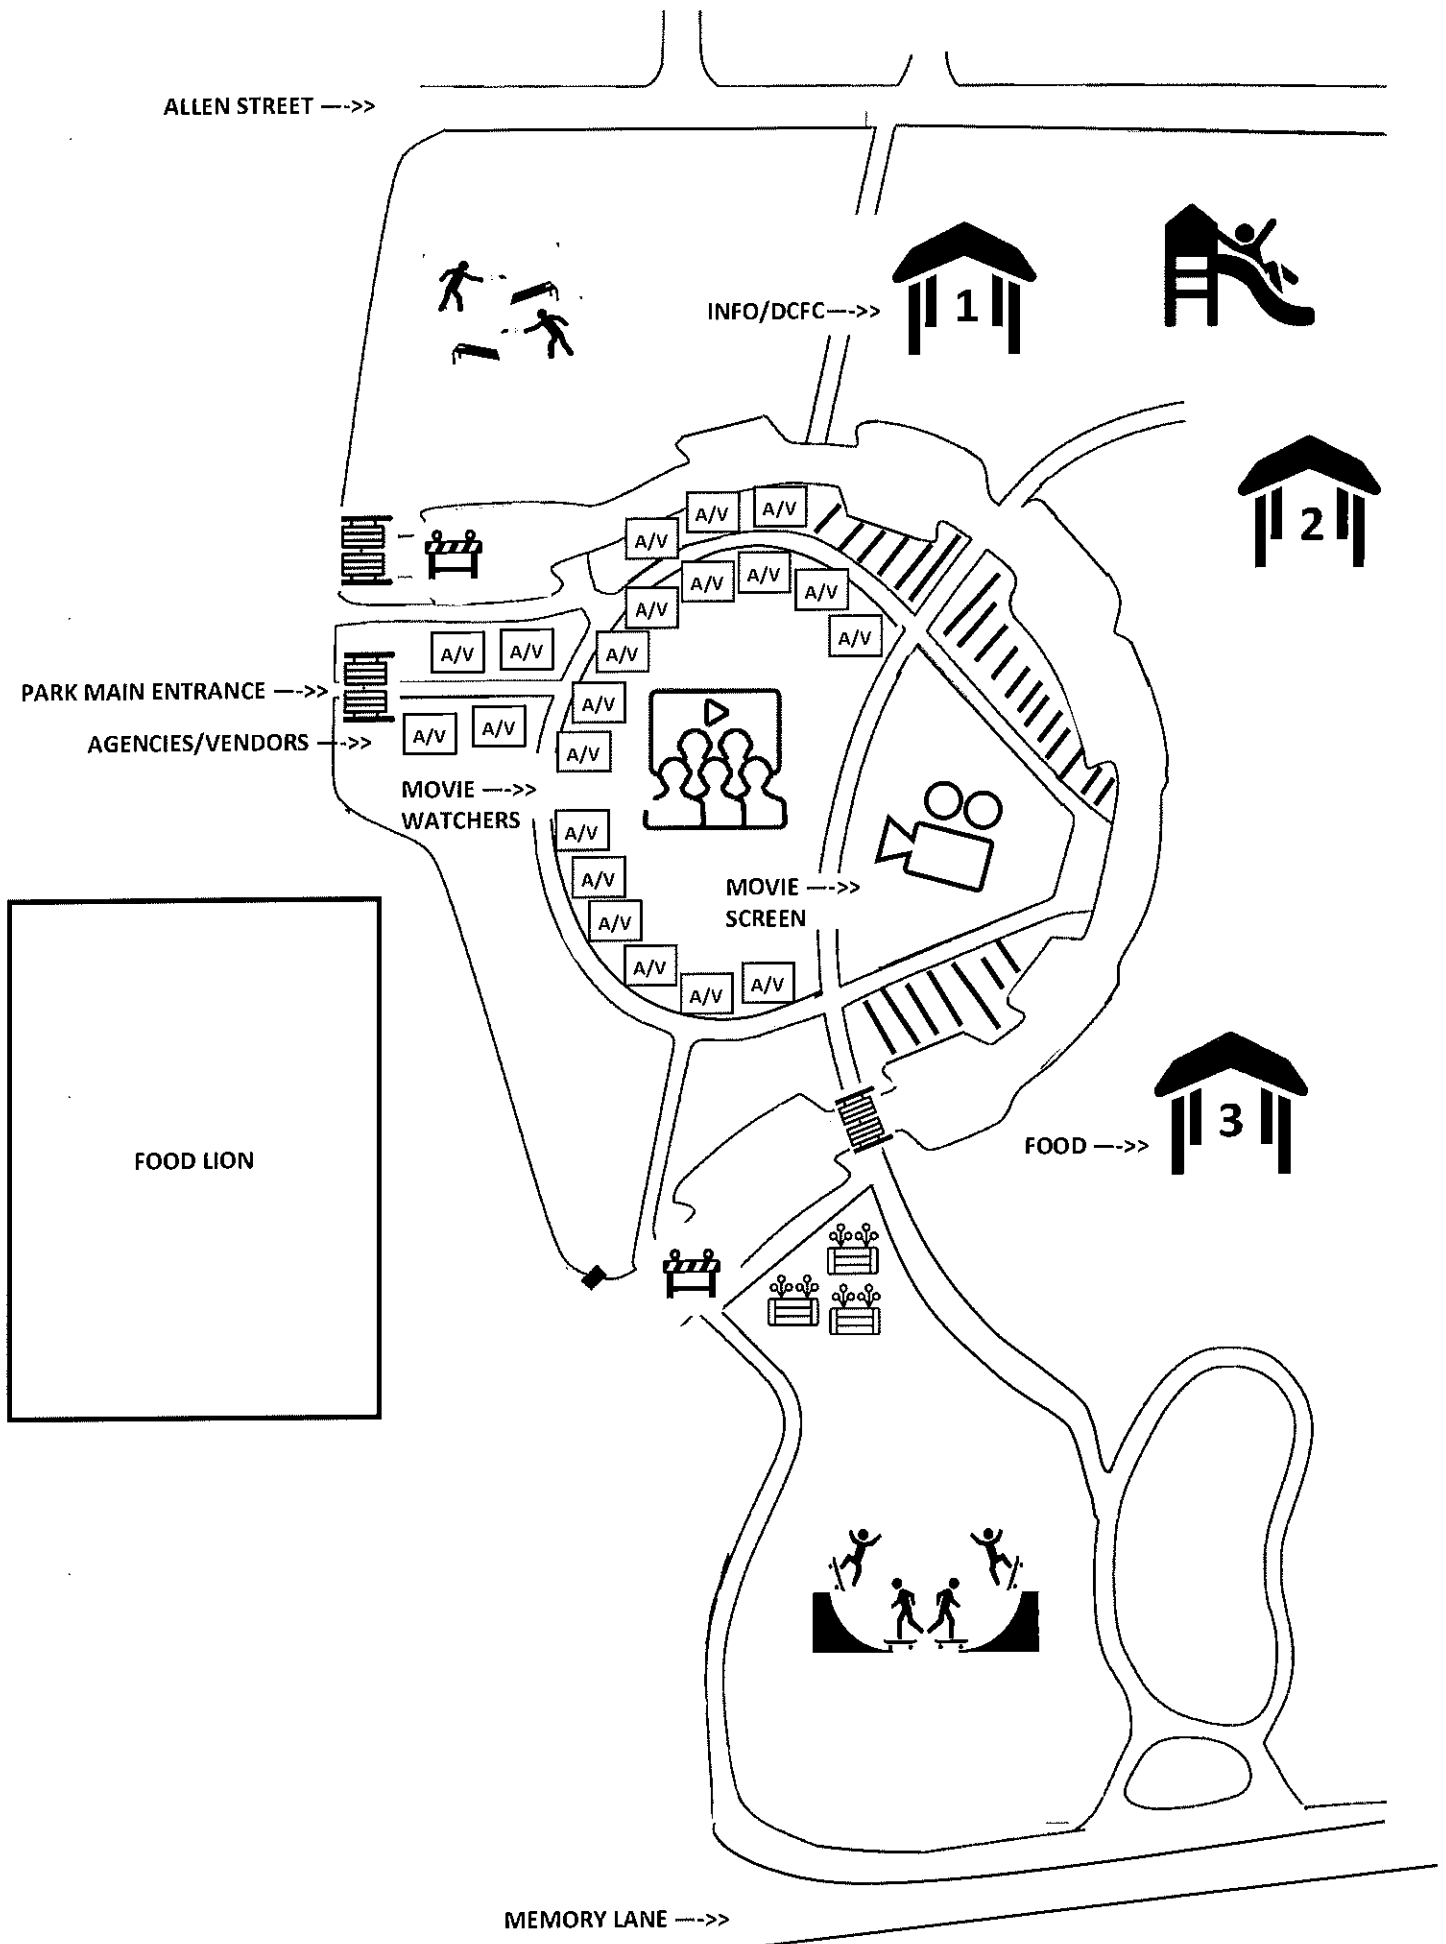 ALLEN STREET —->>
INFO/DCFC—->>
1
2
A/V
A/V
A/V
A/V
A/V
A/V
A/V
A/V
A/V
A/V
A/V
PARK MAIN ENTRANCE —->>
A/V
AGENCIES/VENDORS —->>
A/V
A/V
A/V
MOVIE —->>
WATCHERS
A/V
A/V
MOVIE —->>
SCREEN
A/V
A/V
A/V
A/V
FOOD LION
FOOD —->>
3
MEMORY LANE —->>